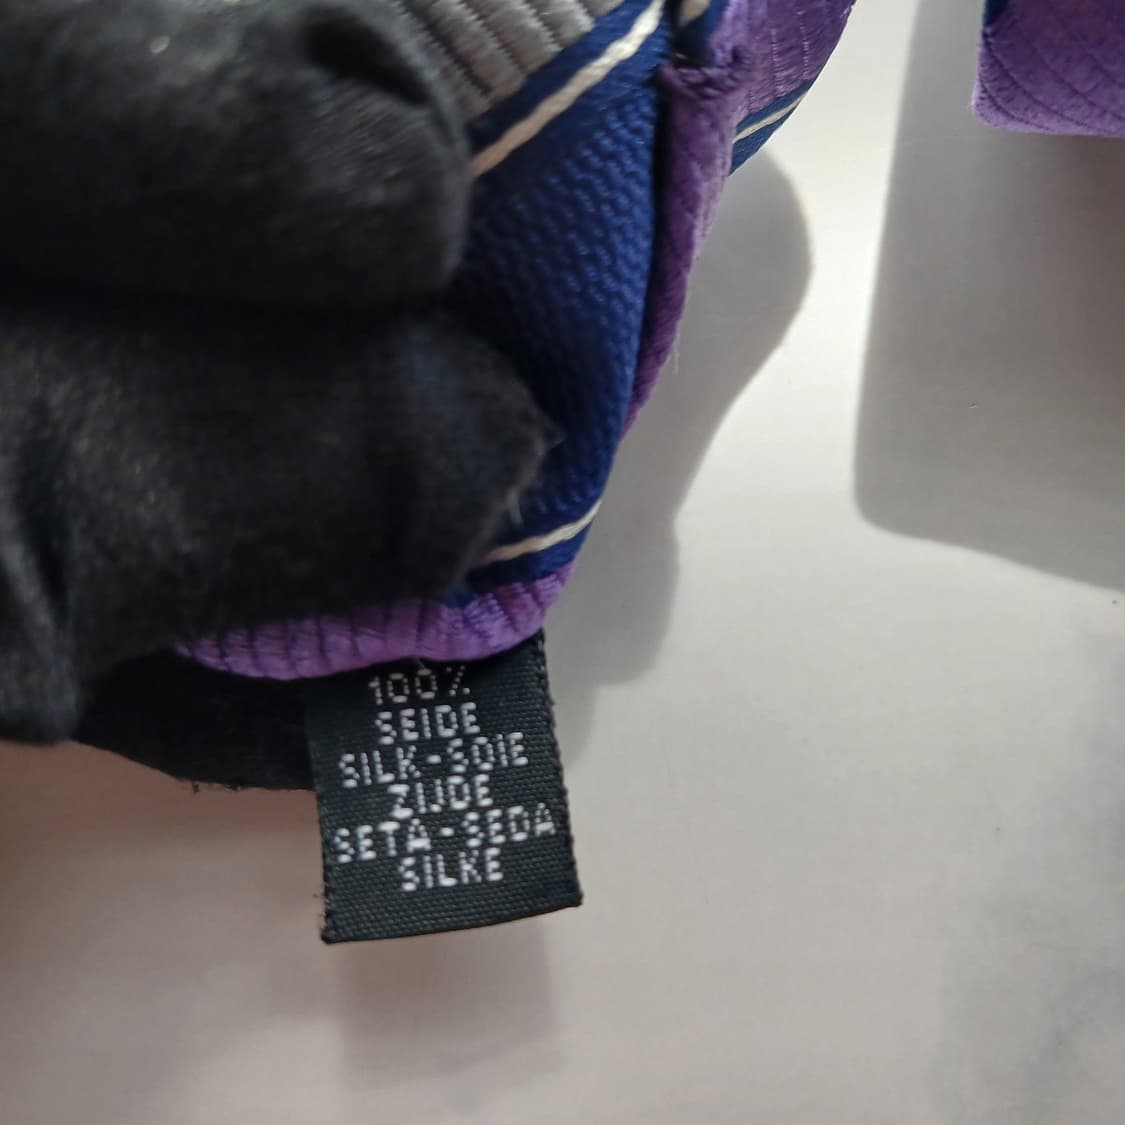 100%
SEIDE
SILK-SOIE
ZIJDE
SETA-SEDA
SILKE